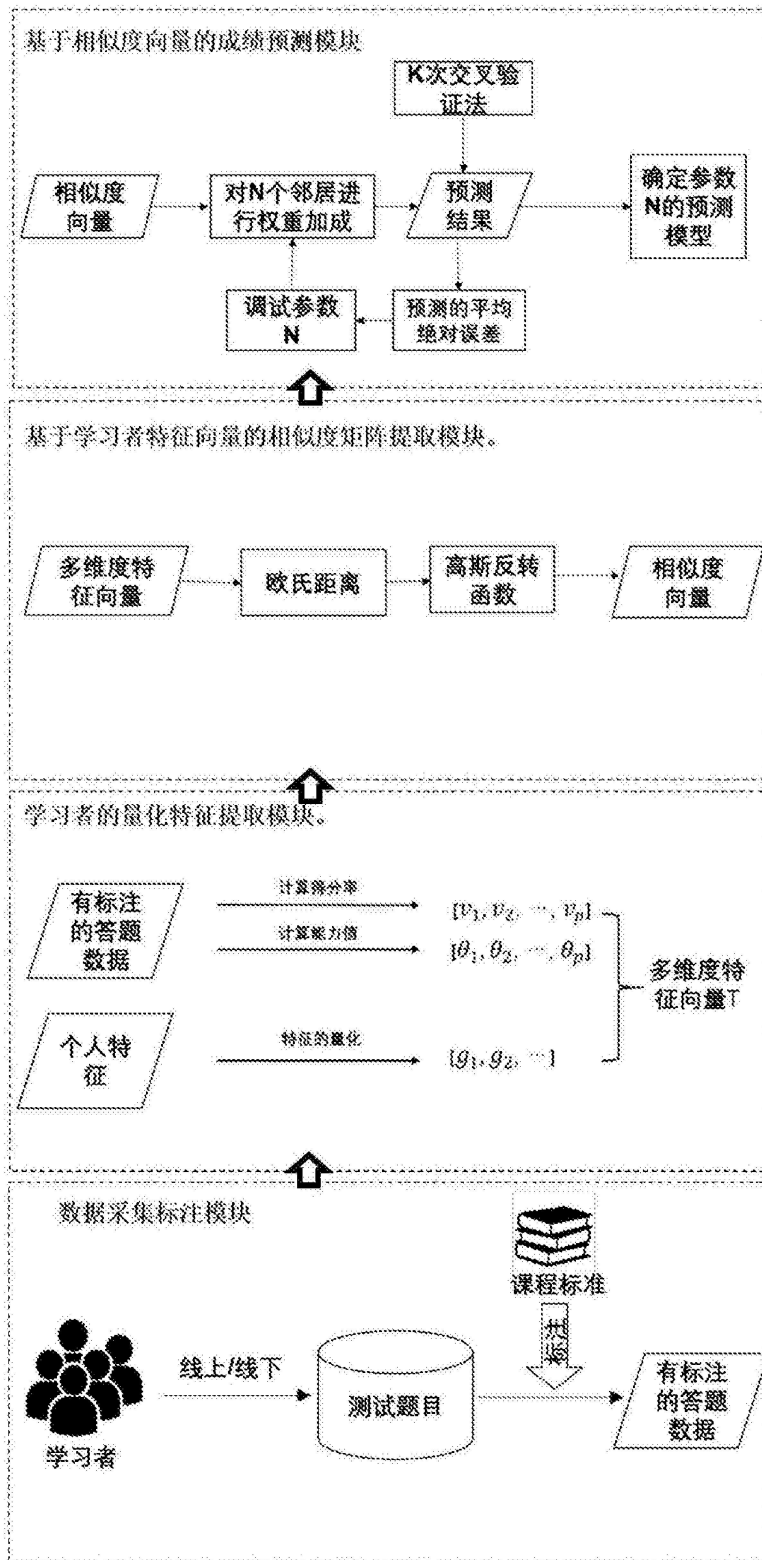 基于相似度向量的成绩预测模块
K次交叉验
证法
相似度
向量
对N个邻居进
行权重加成
预测
结果
确定参数
N的预测
模型
调试参数
N
预测的平均
绝对误差
基于学习者特征向量的相似度矩阵提取模块。
多维度特
征向量
欧氏距离
高斯反转
函数
相似度
向量
学习者的量化特征提取模块。
有标注
的答题
数据
计算得分率
[v₁, v₂, ⋯, v_p]
计算能力值
[θ₁, θ₂, ⋯, θ_p]
多维度特
征向量T
个人特
征
特征的量化
[g₁, g₂, ⋯]
数据采集标注模块
课程标准
标注
线上/线下
测试题目
有标注
的答题
数据
学习者